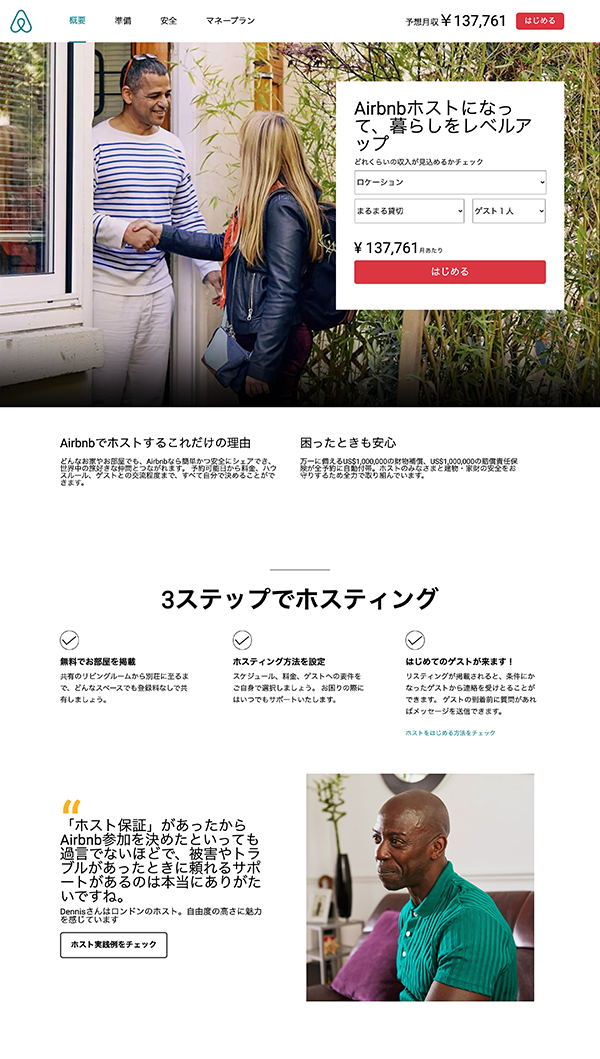 概要
準備
安全
マネープラン
予想月収￥137,761
はじめる
Airbnbホストになっ
て、暮らしをレベルア
ップ
どれくらいの収入が見込めるかチェック
ロケーション
まるまる貸切
ゲスト1人
￥137,761月あたり
はじめる
Airbnbでホストするこれだけの理由
どんなお家やお部屋でも、Airbnbなら簡単かつ安全にシェアでき、
世界中の旅好きな仲間とつながれます。 予約可能日から料金、ハウ
スルール、ゲストとの交流程度まで、すべて自分で決めることがで
きます。
困ったときも安心
万一に備えるUS$1,000,000の財物補償、US$1,000,000の賠償責任保
険が全予約に自動付帯。ホストのみなさまと建物・家財の安全をお
守りするため全力で取り組んでいます。
3ステップでホスティング
無料でお部屋を掲載
共有のリビングルームから別荘に至るま
で、どんなスペースでも登録料なしで共
有しましょう。
ホスティング方法を設定
スケジュール、料金、ゲストへの要件を
ご自身で選択しましょう。 お困りの際に
はいつでもサポートいたします。
はじめてのゲストが来ます！
リスティングが掲載されると、条件にか
なったゲストから連絡を受けとることが
できます。 ゲストの到着前に質問があれ
ばメッセージを送信できます。
ホストをはじめる方法をチェック
「ホスト保証」があったから
Airbnb参加を決めたといっても
過言でないほどで、被害やトラ
ブルがあったときに頼れるサポ
ートがあるのは本当にありがた
いですね。
Dennisさんはロンドンのホスト。自由度の高さに魅力
を感じています
ホスト実践例をチェック